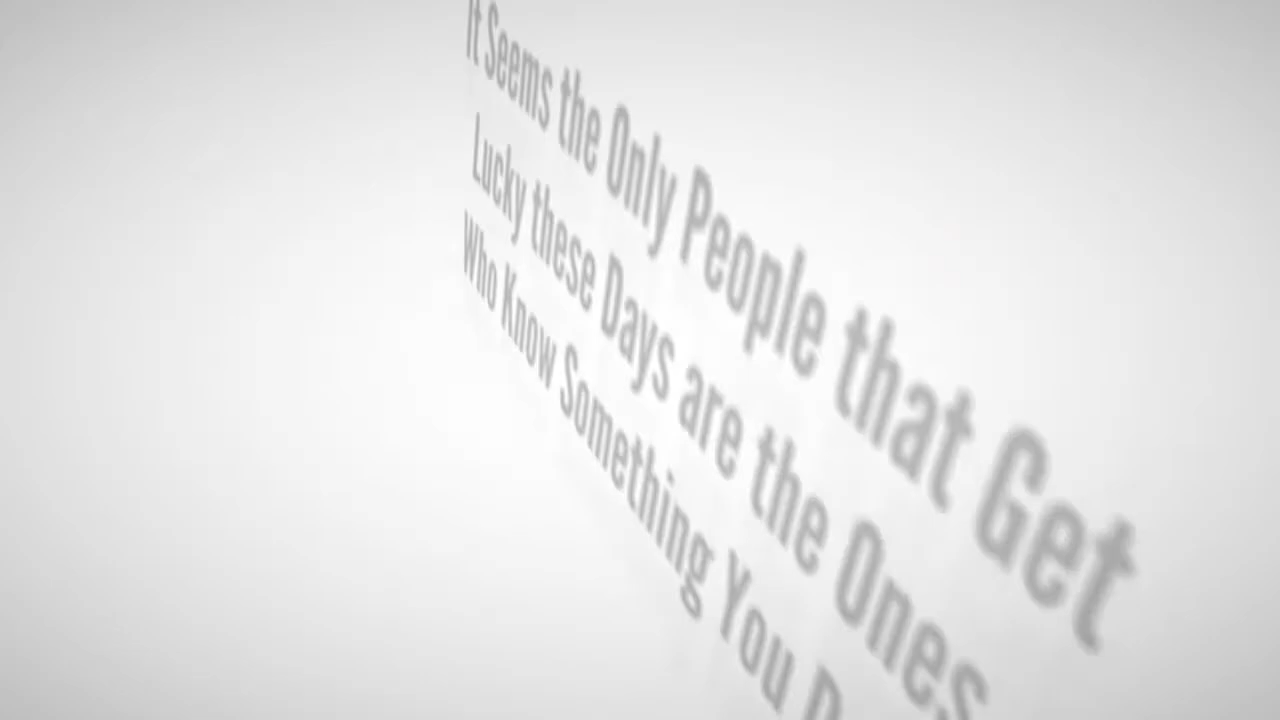 It Seems the Only People that Get
Lucky these Days are the Ones
Who Know Something You